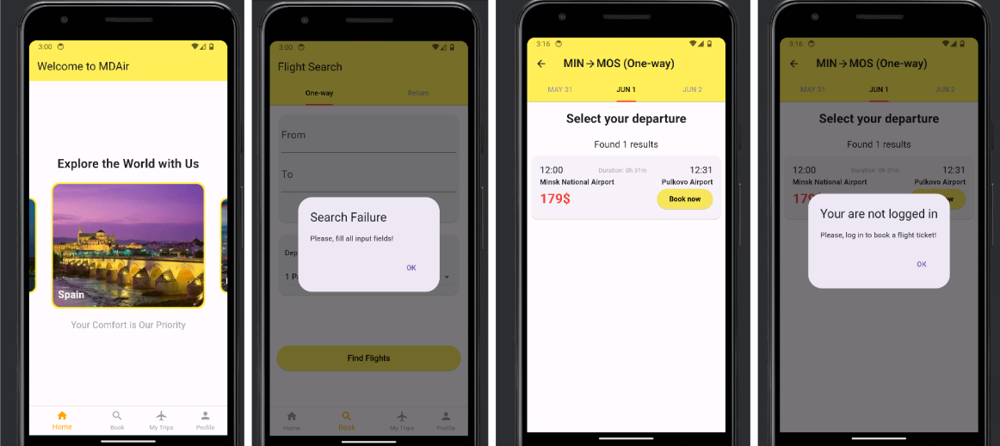 3:00
Welcome to MDAir
Explore the World with Us
Spain
Your Comfort is Our Priority
Home
Book
My Trips
Profile
3:00
Flight Search
One-way
Return
From
To
Search Failure
Please, fill all input fields!
OK
Dep
1 P
Find Flights
Home
Book
My Trips
Profile
3:16
MIN→MOS (One-way)
MAY 31
JUN 1
JUN 2
Select your departure
Found 1 results
12:00
Duration: 0h 31m
12:31
Minsk National Airport
Pulkovo Airport
179$
Book now
3:16
MIN→MOS (One-way)
MAY 31
JUN 1
JUN 2
Select your departure
Found 1 results
12:00
Duration: 0h 31m
12:31
Minsk National Airport
Pulkovo Airport
Your are not logged in
Please, log in to book a flight ticket!
OK